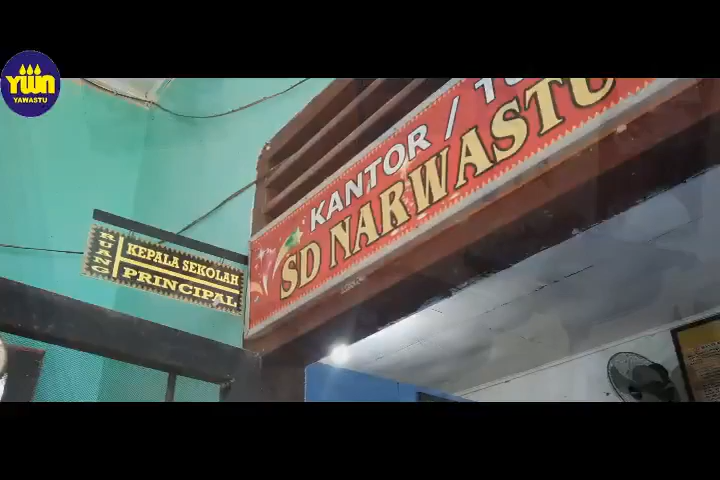 YWN
YAWASTU
KANTOR /
SD NARWASTU
RUANG
KEPALA SEKOLAH
PRINCIPAL